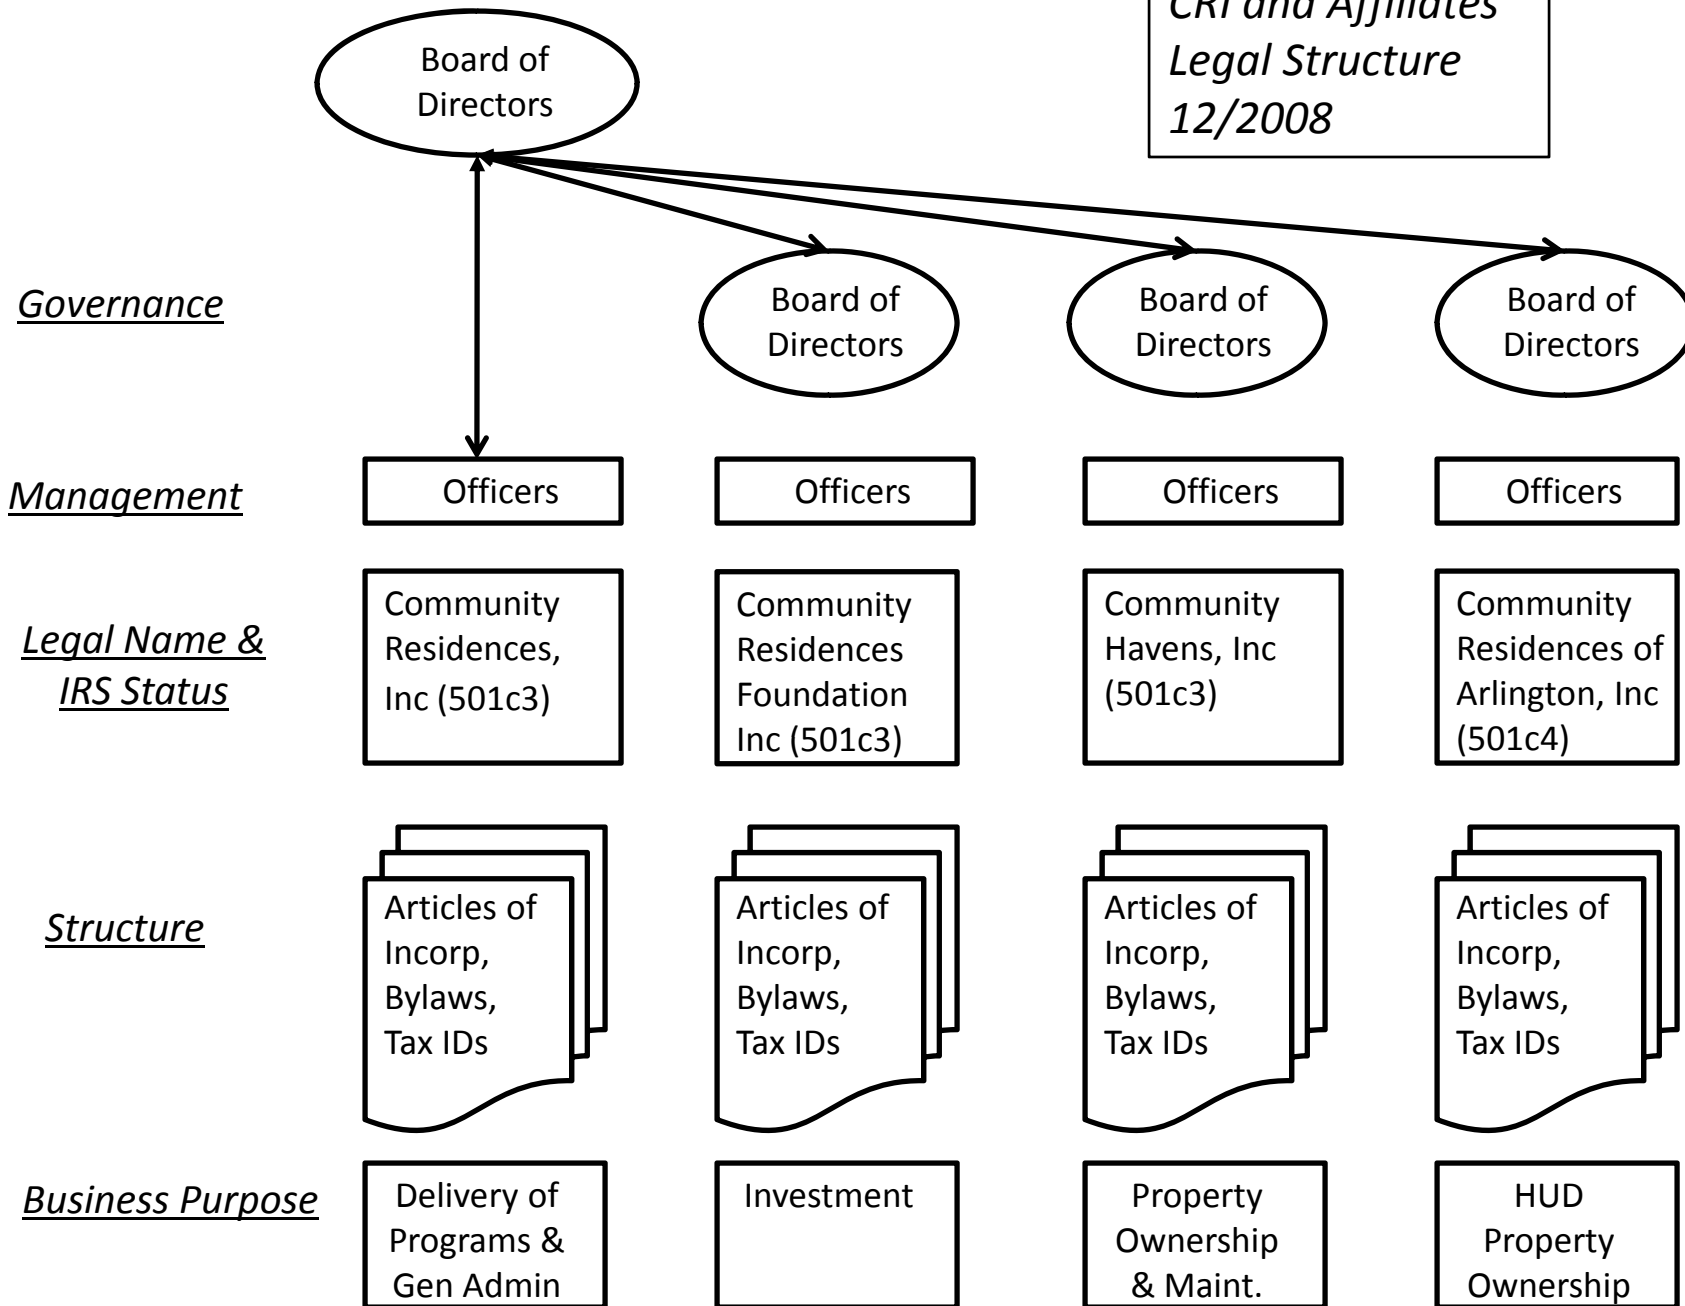 CRI and Affiliates
Legal Structure
12/2008
Board of
Directors
Governance
Board of
Directors
Board of
Directors
Board of
Directors
Management
Officers
Officers
Officers
Officers
Legal Name &
IRS Status
Community
Residences,
Inc (501c3)
Community
Residences
Foundation
Inc (501c3)
Community
Havens, Inc
(501c3)
Community
Residences of
Arlington, Inc
(501c4)
Structure
Articles of
Incorp,
Bylaws,
Tax IDs
Articles of
Incorp,
Bylaws,
Tax IDs
Articles of
Incorp,
Bylaws,
Tax IDs
Articles of
Incorp,
Bylaws,
Tax IDs
Business Purpose
Delivery of
Programs &
Gen Admin
Investment
Property
Ownership
& Maint.
HUD
Property
Ownership